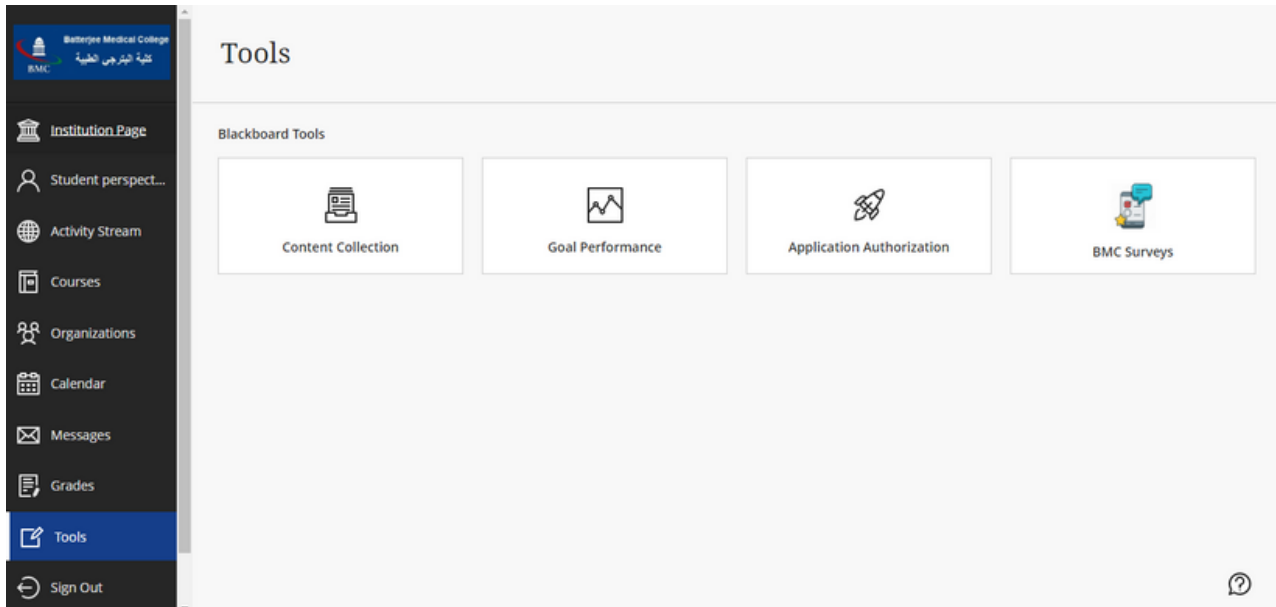 Batterjee Medical College
كلية البترجي الطبية
BMC
Institution Page
Student perspect...
Activity Stream
Courses
Organizations
Calendar
Messages
Grades
Tools
Sign Out
Tools
Blackboard Tools
Content Collection
Goal Performance
Application Authorization
BMC Surveys